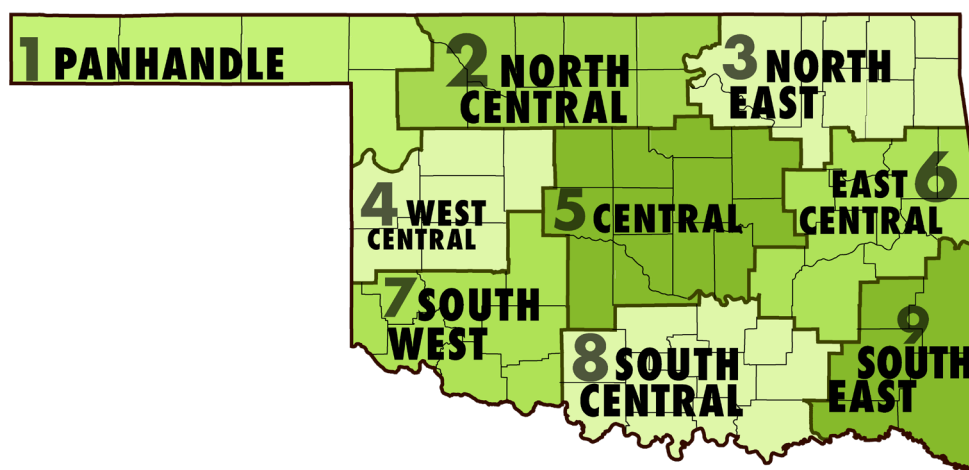 1 PANHANDLE
2 NORTH
CENTRAL
3 NORTH
EAST
4 WEST
CENTRAL
5 CENTRAL
EAST 6
CENTRAL
7 SOUTH
WEST
8 SOUTH
CENTRAL
9
SOUTH
EAST